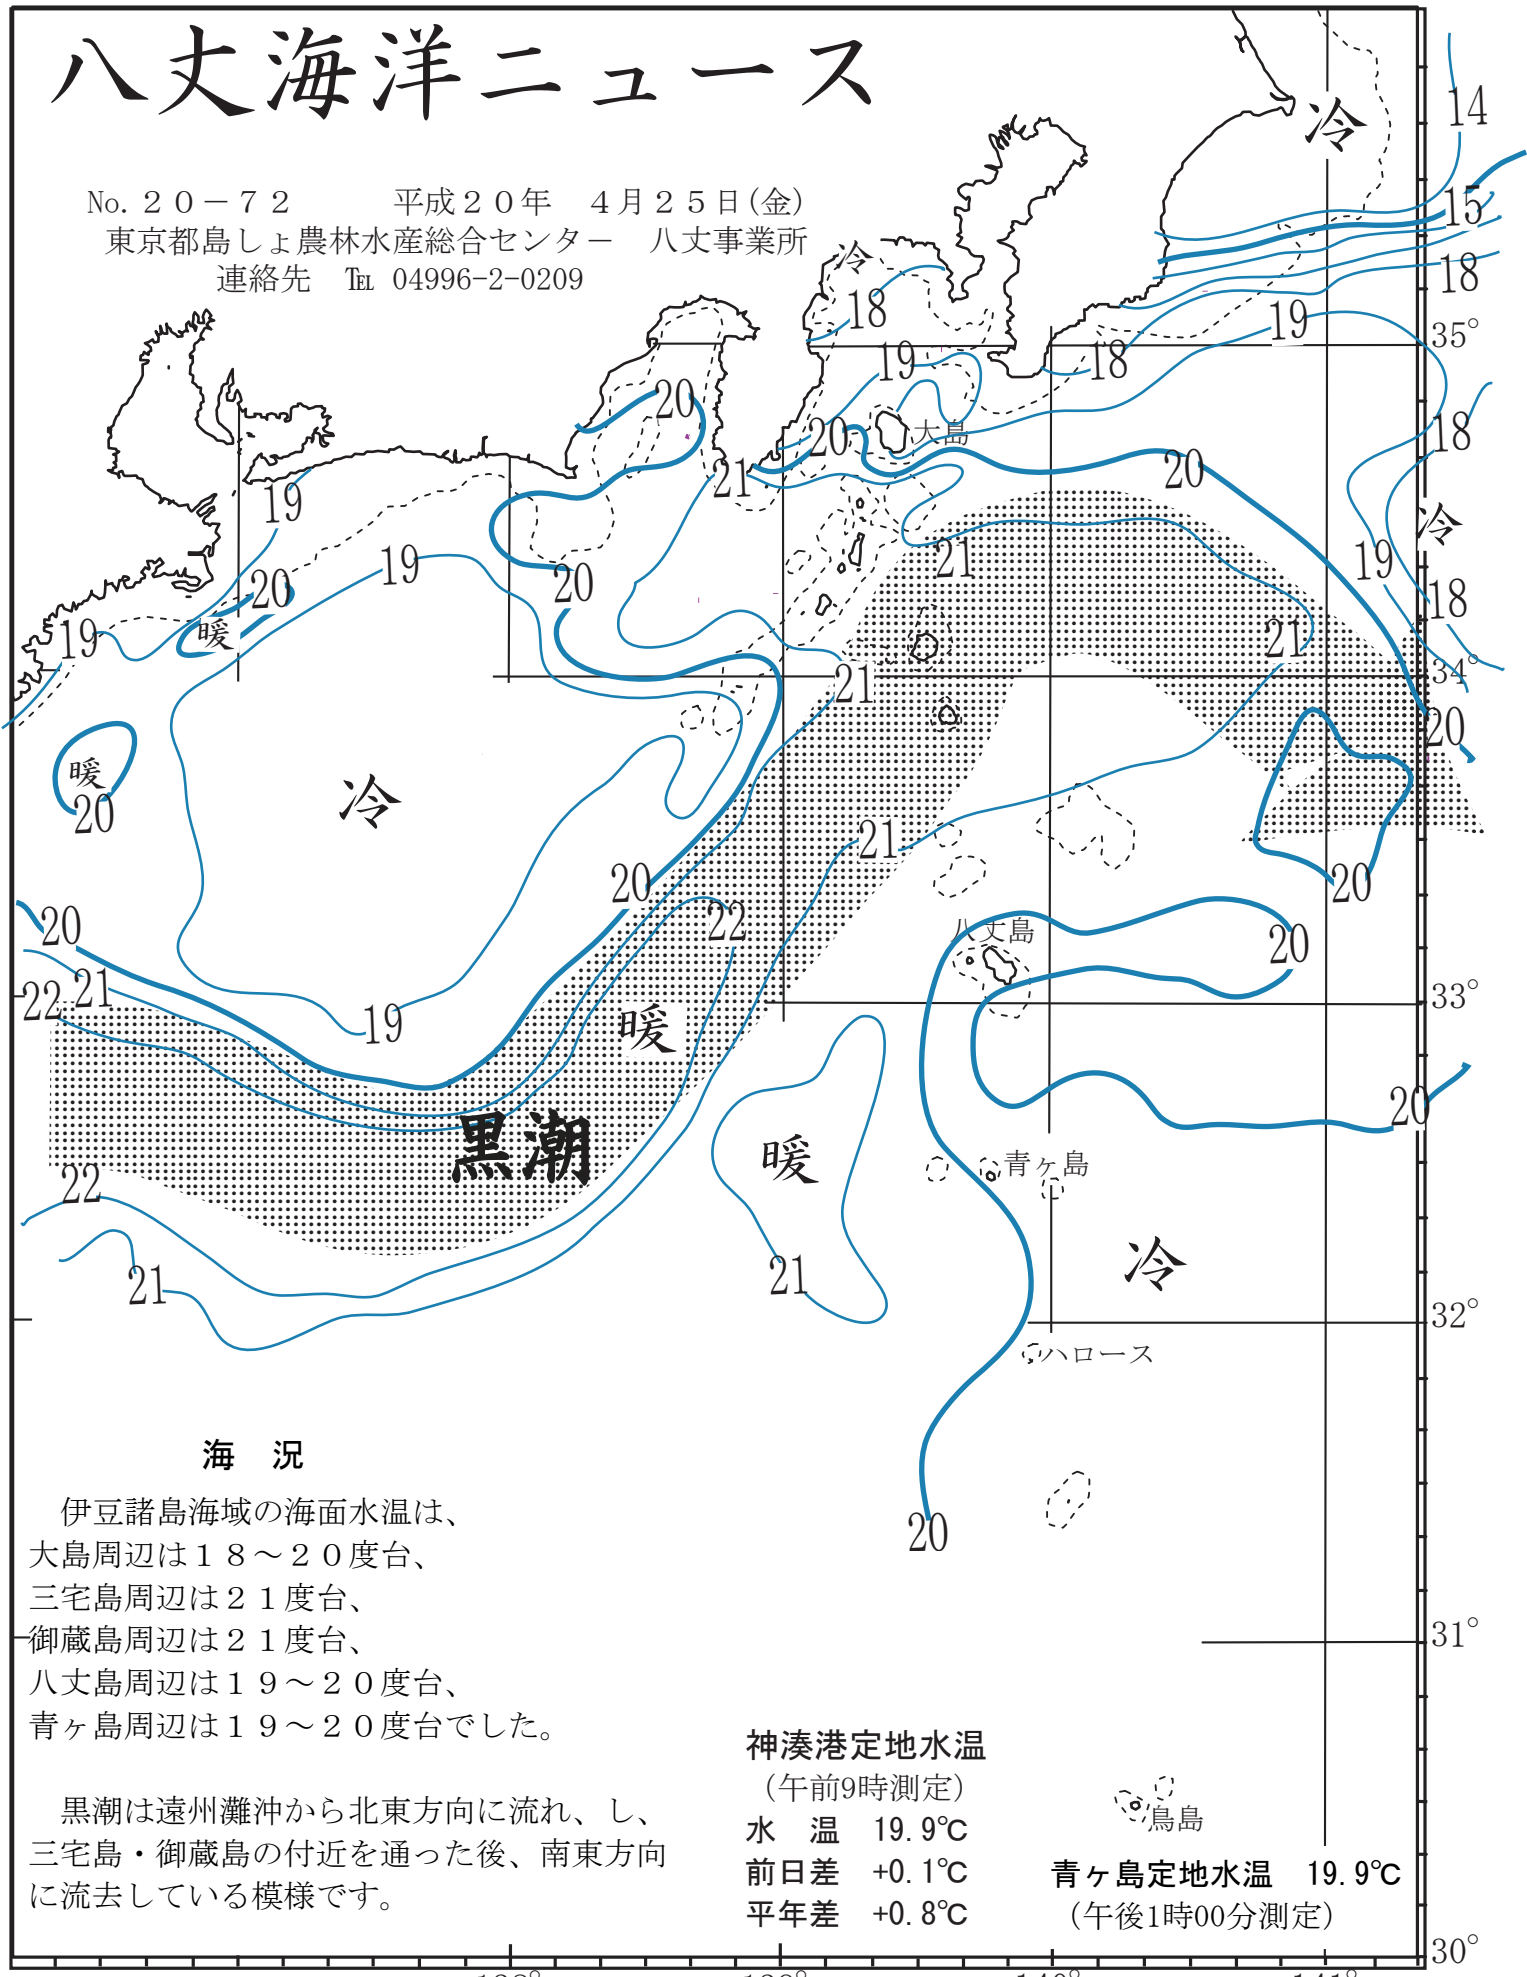 八丈海洋ニュース
No.２０－７２　平成２０年　４月２５日(金)
東京都島しょ農林水産総合センター　八丈事業所
連絡先　℡ 04996-2-0209
冷
14
15
18
冷
18
19
35°
19
18
20
20
大島
18
21
20
19
冷
19
21
19
20
20
18
暖
19
21
34°
21
20
暖
冷
20
21
20
20
22
八丈島
20
20
21
22
33°
19
暖
20
黒潮
暖
青ヶ島
22
冷
21
21
32°
ハロース
20
海　況
伊豆諸島海域の海面水温は、
大島周辺は１８～２０度台、
三宅島周辺は２１度台、
御蔵島周辺は２１度台、
八丈島周辺は１９～２０度台、
青ヶ島周辺は１９～２０度台でした。
黒潮は遠州灘沖から北東方向に流れ、し、
三宅島・御蔵島の付近を通った後、南東方向
に流去している模様です。
31°
神湊港定地水温
（午前9時測定）
水　温　19.9℃
前日差　+0.1℃
平年差　+0.8℃
鳥島
青ヶ島定地水温　19.9℃
（午後1時00分測定）
30°